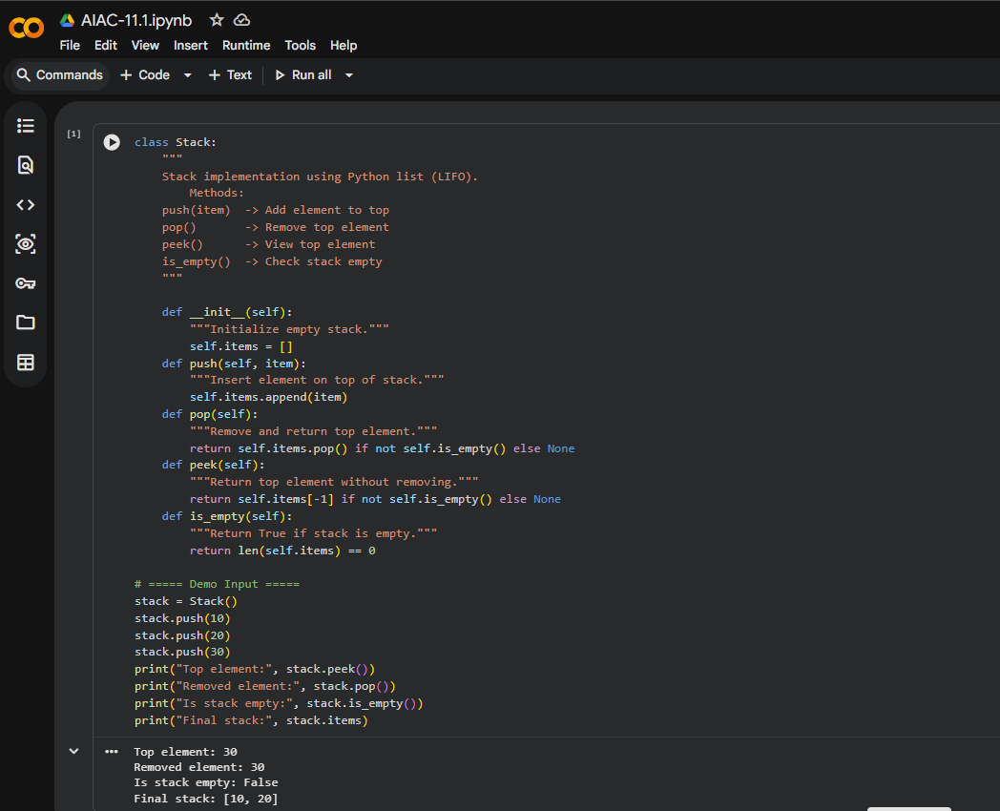 AIAC-11.1.ipynb
File Edit View Insert Runtime Tools Help
Commands + Code + Text Run all
[1]
class Stack:
    """
    Stack implementation using Python list (LIFO).
        Methods:
    push(item)  -> Add element to top
    pop()       -> Remove top element
    peek()      -> View top element
    is_empty()  -> Check stack empty
    """

    def __init__(self):
        """Initialize empty stack."""
        self.items = []
    def push(self, item):
        """Insert element on top of stack."""
        self.items.append(item)
    def pop(self):
        """Remove and return top element."""
        return self.items.pop() if not self.is_empty() else None
    def peek(self):
        """Return top element without removing."""
        return self.items[-1] if not self.is_empty() else None
    def is_empty(self):
        """Return True if stack is empty."""
        return len(self.items) == 0

# ===== Demo Input =====
stack = Stack()
stack.push(10)
stack.push(20)
stack.push(30)
print("Top element:", stack.peek())
print("Removed element:", stack.pop())
print("Is stack empty:", stack.is_empty())
print("Final stack:", stack.items)
Top element: 30
Removed element: 30
Is stack empty: False
Final stack: [10, 20]